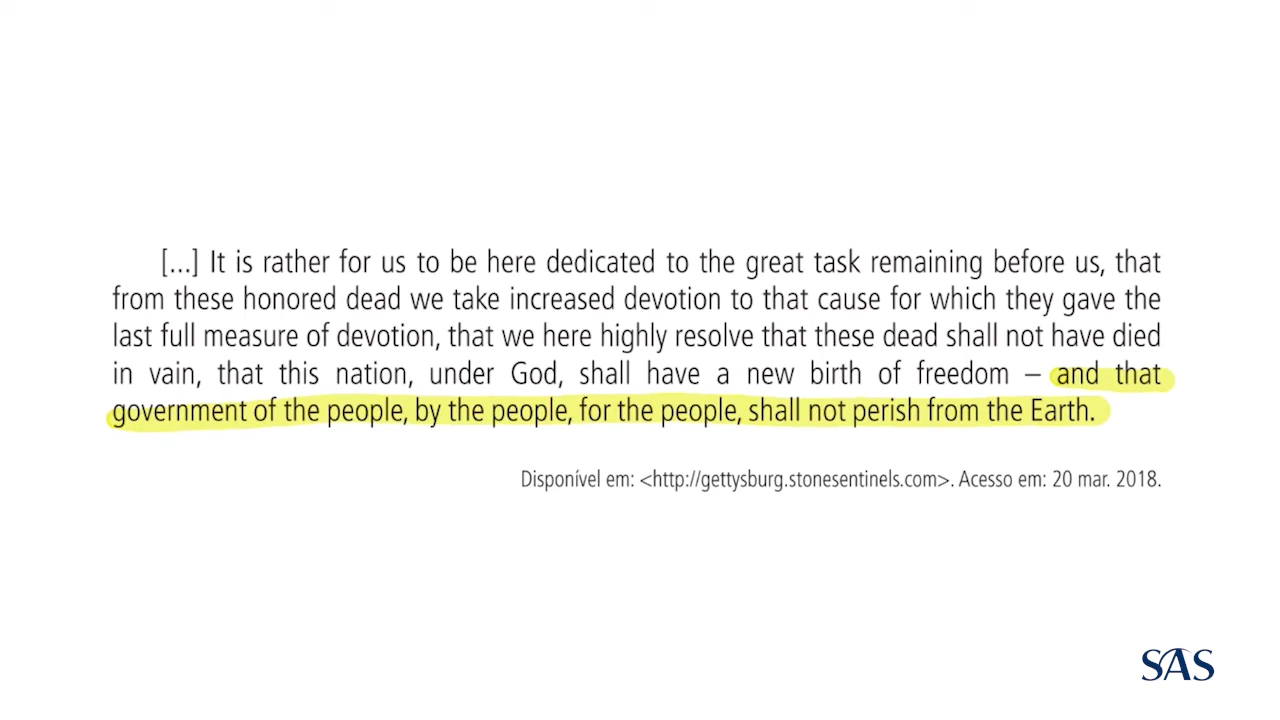 [...] It is rather for us to be here dedicated to the great task remaining before us, that
from these honored dead we take increased devotion to that cause for which they gave the
last full measure of devotion, that we here highly resolve that these dead shall not have died
in vain, that this nation, under God, shall have a new birth of freedom – and that
government of the people, by the people, for the people, shall not perish from the Earth.
Disponível em: <http://gettysburg.stonesentinels.com>. Acesso em: 20 mar. 2018.
SAS